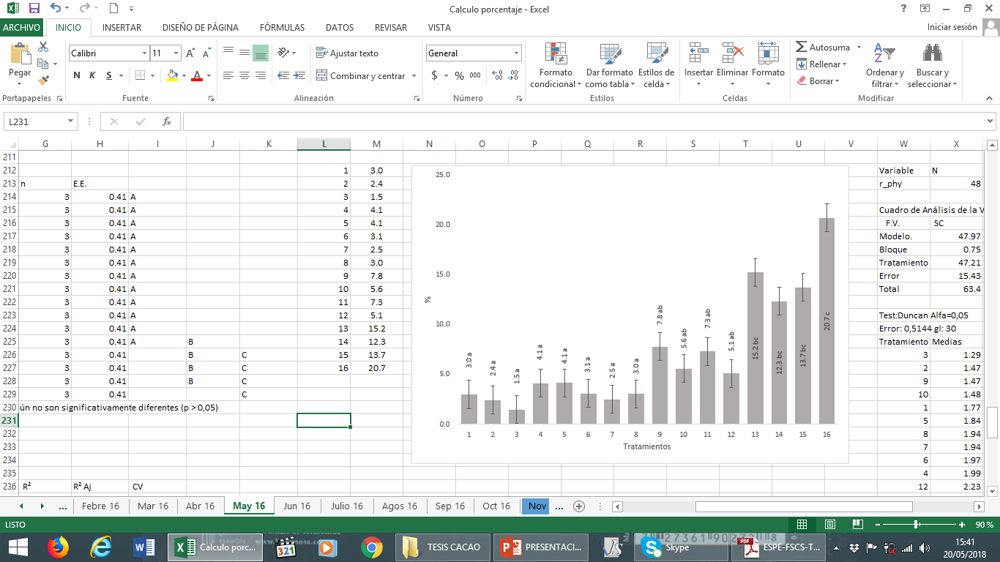 Calculo porcentaje - Excel
ARCHIVO INICIO INSERTAR DISEÑO DE PÁGINA FÓRMULAS DATOS REVISAR VISTA Iniciar sesión
Calibri 11 Ajustar texto General Autosuma
Pegar N K S Combinar y centrar $ % 000 Formato condicional Dar formato como tabla Estilos de celda Insertar Eliminar Formato Rellenar Borrar Ordenar y filtrar Buscar y seleccionar
Portapapeles Fuente Alineación Número Estilos Celdas Modificar
L231 fx
G H I J K L M N O P Q R S T U V W X
211
212 1 3.0 Variable N
213 n E.E. 2 2.4 r_phy 48
214 3 0.41 A 3 1.5
215 3 0.41 A 4 4.1 Cuadro de Análisis de la V
216 3 0.41 A 5 4.1 F.V. SC
217 3 0.41 A 6 3.1 Modelo. 47.97
218 3 0.41 A 7 2.5 Bloque 0.75
219 3 0.41 A 8 3.0 Tratamiento 47.21
220 3 0.41 A 9 7.8 Error 15.43
221 3 0.41 A 10 5.6 Total 63.4
222 3 0.41 A 11 7.3
223 3 0.41 A 12 5.1 Test:Duncan Alfa=0,05
224 3 0.41 A 13 15.2 Error: 0,5144 gl: 30
225 3 0.41 A B 14 12.3 Tratamiento Medias
226 3 0.41 B C 15 13.7 3 1.29
227 3 0.41 B C 16 20.7 2 1.47
228 3 0.41 B C 9 1.47
229 3 0.41 C 10 1.48
230 ún no son significativamente diferentes (p > 0,05) 1 1.77
231 5 1.84
232 8 1.94
233 7 1.94
234 6 1.97
235 4 1.99
236 R² R² Aj CV 12 2.23
25.0
20.0
15.0
10.0
5.0
0.0
%
3.0 a 2.4 a 1.5 a 4.1 a 4.1 a 3.1 a 2.5 a 3.0 a 7.8 ab 5.6 ab 7.3 ab 5.1 ab 15.2 bc 12.3 bc 13.7 bc 20.7 c
1 2 3 4 5 6 7 8 9 10 11 12 13 14 15 16
Tratamientos
... Febre 16 Mar 16 Abr 16 May 16 Jun 16 Julio 16 Agos 16 Sep 16 Oct 16 Nov ...
LISTO 90 %
Calculo porc... TESIS CACAO PRESENTACI... Skype ESPE-FSCS-T... 15:41
20/05/2018